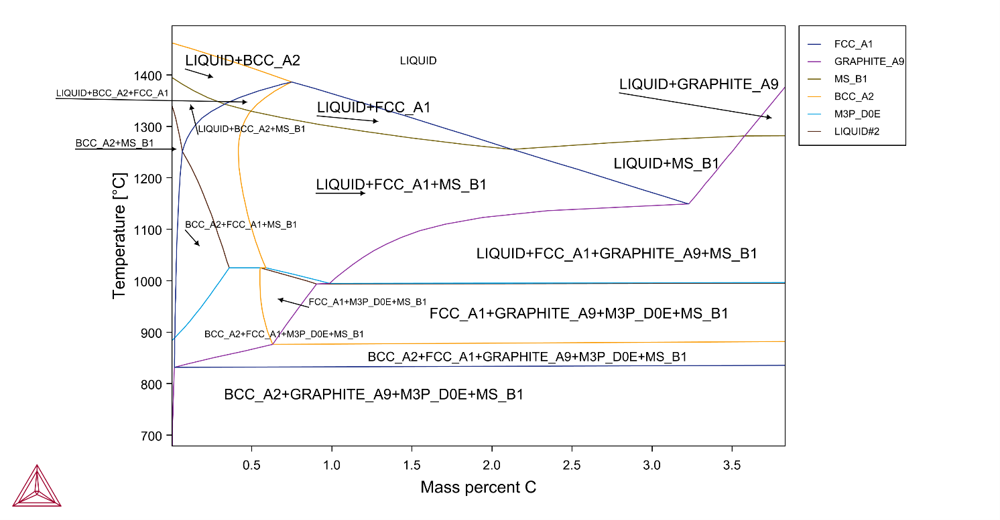 LIQUID+BCC_A2
LIQUID
1400
LIQUID+BCC_A2+FCC_A1
LIQUID+GRAPHITE_A9
LIQUID+FCC_A1
1300
LIQUID+BCC_A2+MS_B1
BCC_A2+MS_B1
LIQUID+MS_B1
1200
LIQUID+FCC_A1+MS_B1
BCC_A2+FCC_A1+MS_B1
1100
LIQUID+FCC_A1+GRAPHITE_A9+MS_B1
1000
FCC_A1+M3P_D0E+MS_B1
FCC_A1+GRAPHITE_A9+M3P_D0E+MS_B1
900
BCC_A2+FCC_A1+M3P_D0E+MS_B1
BCC_A2+FCC_A1+GRAPHITE_A9+M3P_D0E+MS_B1
800
BCC_A2+GRAPHITE_A9+M3P_D0E+MS_B1
700
Temperature [°C]
0.5 1.0 1.5 2.0 2.5 3.0 3.5
Mass percent C
FCC_A1
GRAPHITE_A9
MS_B1
BCC_A2
M3P_D0E
LIQUID#2